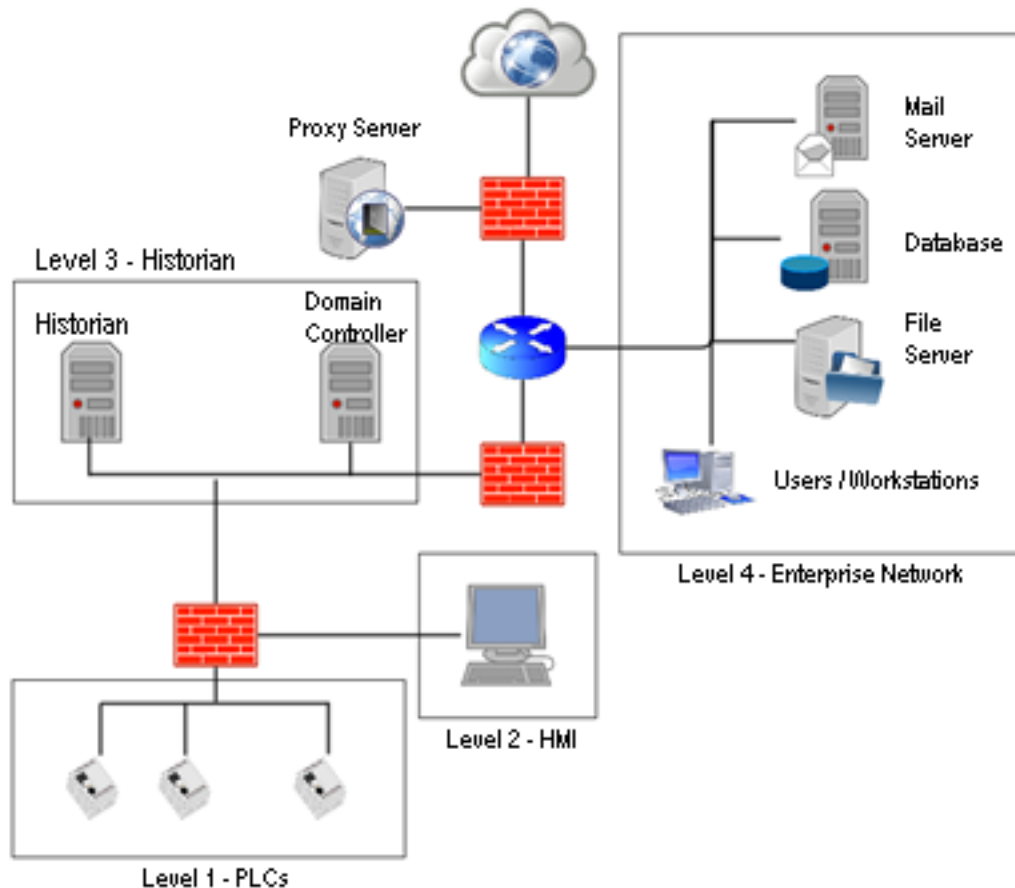 Proxy Server
Mail
Server
Database
File
Server
Users / Workstations
Level 4 - Enterprise Network
Level 3 - Historian
Historian
Domain
Controller
Level 2 - HMI
Level 1 - PLCs